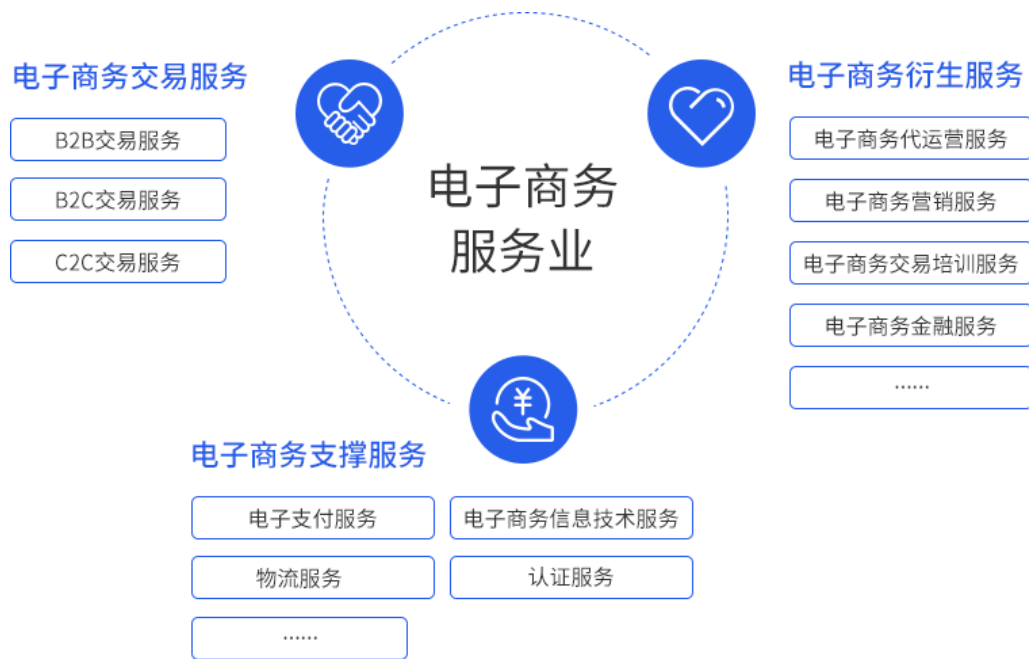 电子商务交易服务
B2B交易服务
B2C交易服务
C2C交易服务
电子商务
服务业
电子商务衍生服务
电子商务代运营服务
电子商务营销服务
电子商务交易培训服务
电子商务金融服务
……
¥
电子商务支撑服务
电子支付服务
电子商务信息技术服务
物流服务
认证服务
……